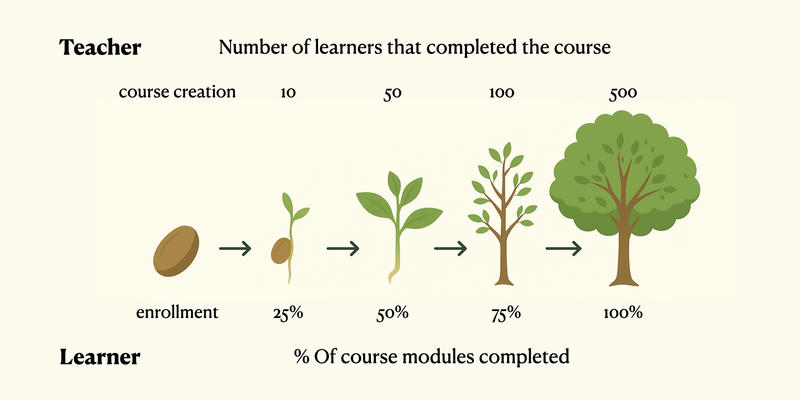 Teacher Number of learners that completed the course
course creation 10 50 100 500
enrollment 25% 50% 75% 100%
Learner % Of course modules completed